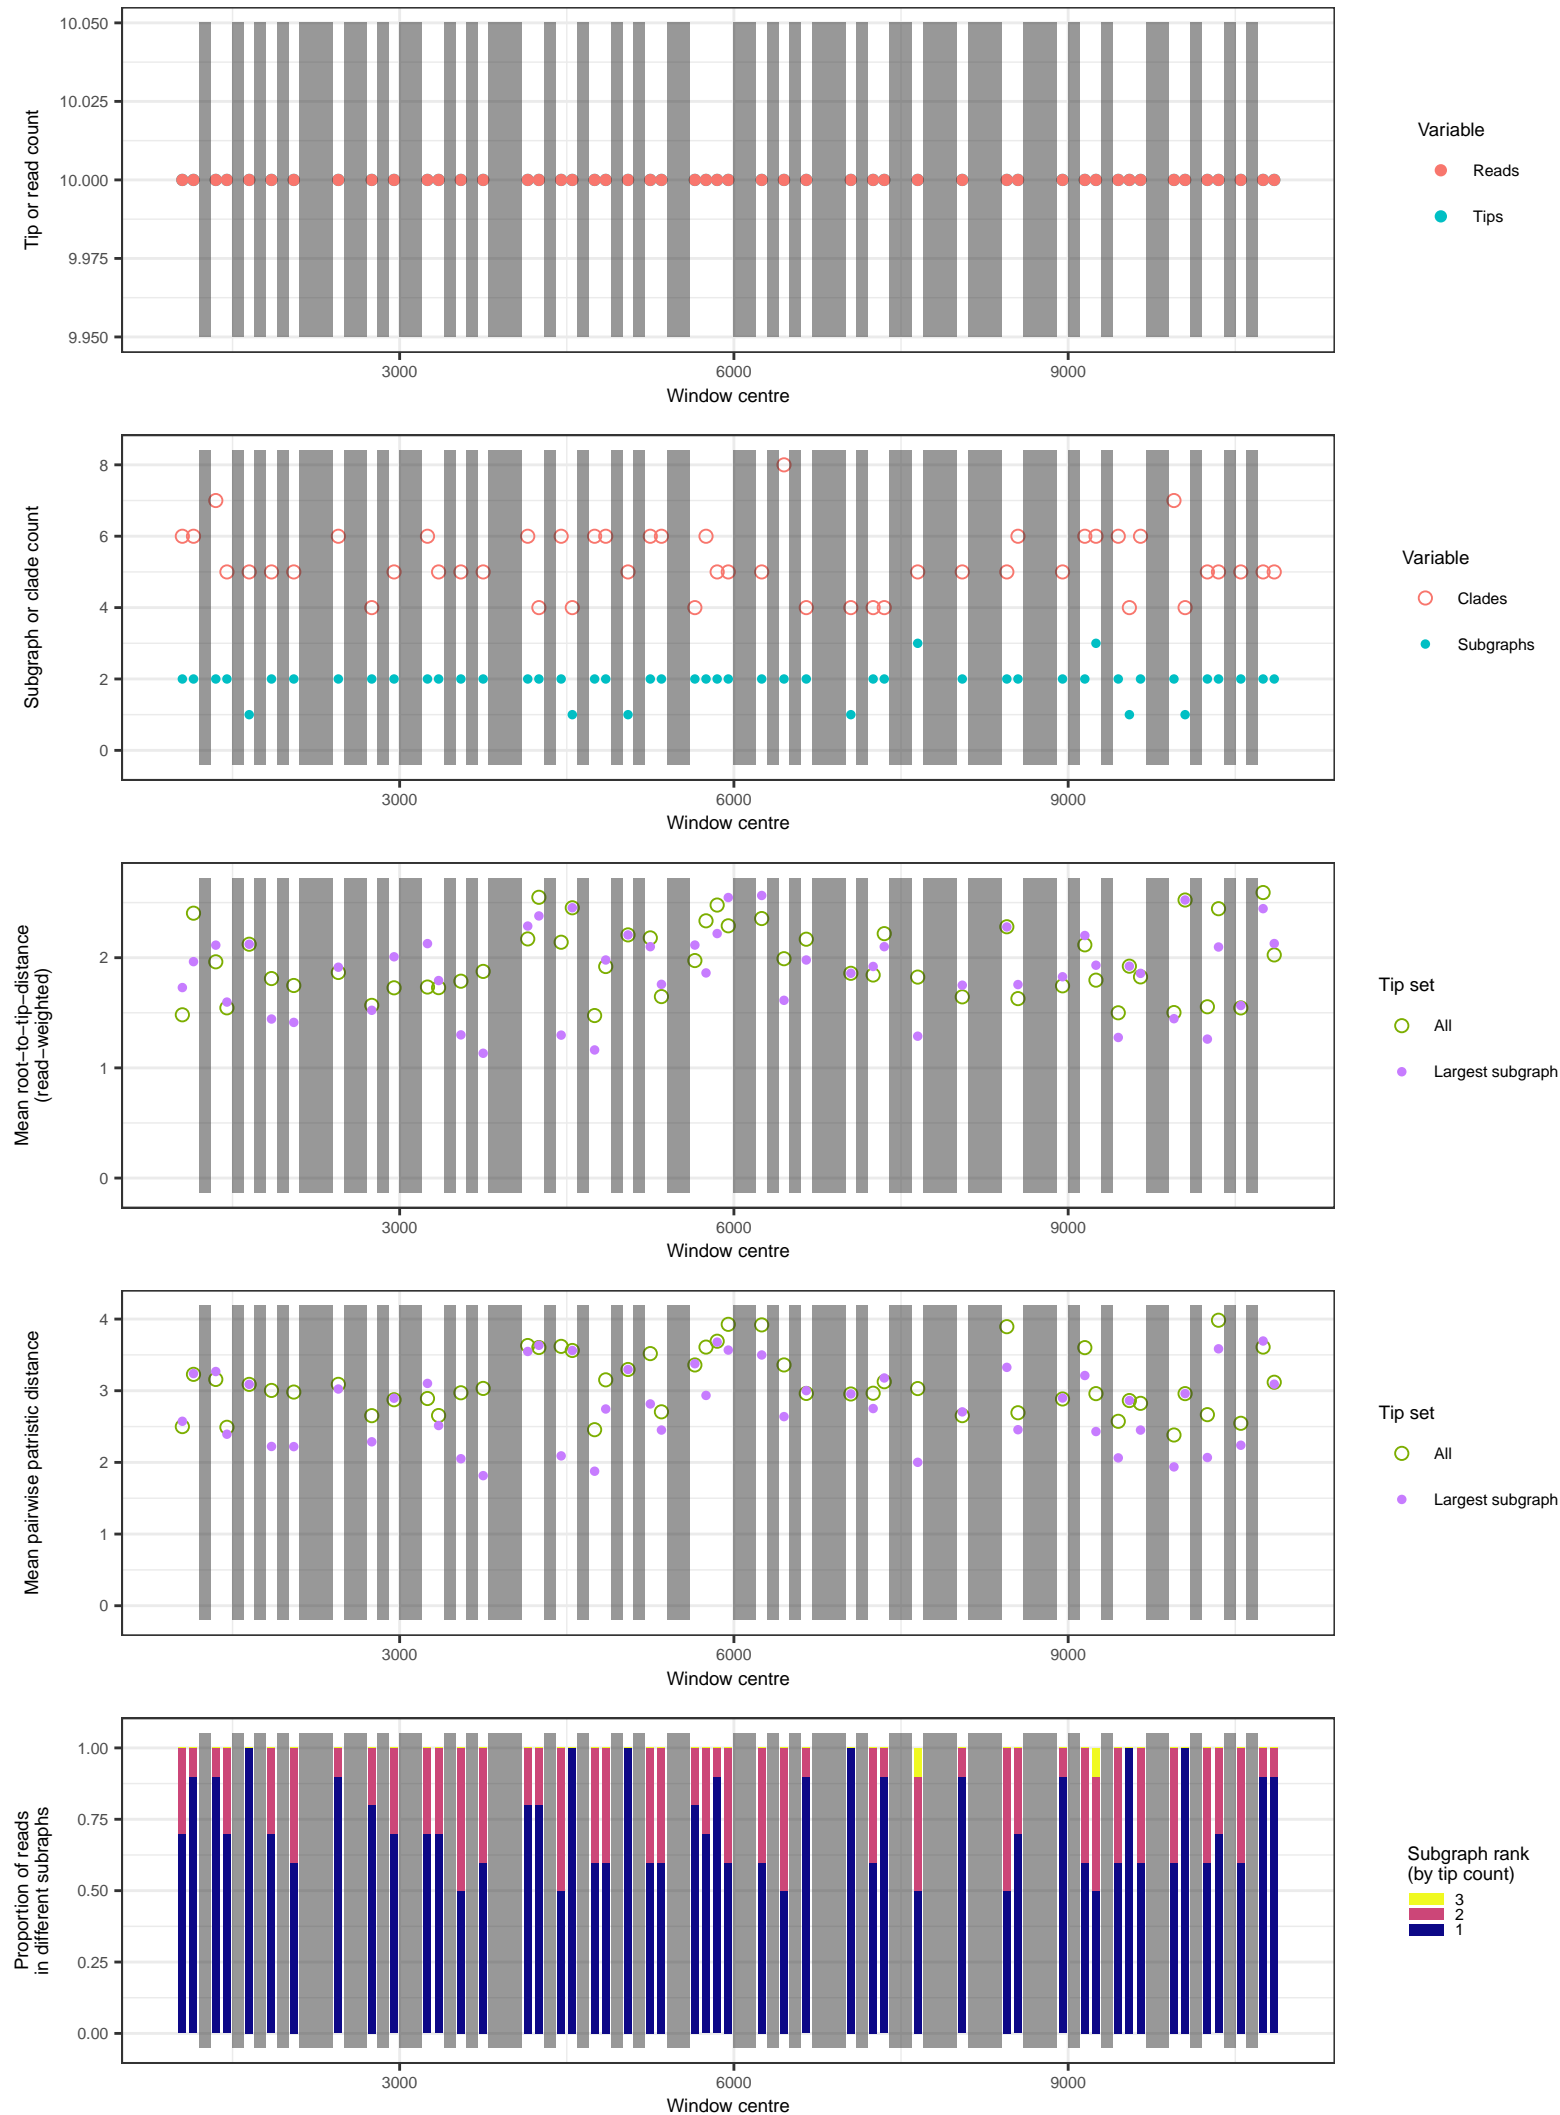 10.050
10.025
10.000
9.975
9.950
Tip or read count
3000
6000
9000
Window centre
Variable
Reads
Tips
8
6
4
2
0
Subgraph or clade count
3000
6000
9000
Window centre
Variable
Clades
Subgraphs
2
1
0
Mean root−to−tip−distance
(read−weighted)
3000
6000
9000
Window centre
Tip set
All
Largest subgraph
4
3
2
1
0
Mean pairwise patristic distance
3000
6000
9000
Window centre
Tip set
All
Largest subgraph
1.00
0.75
0.50
0.25
0.00
Proportion of reads
in different subraphs
3000
6000
9000
Window centre
Subgraph rank
(by tip count)
3
2
1